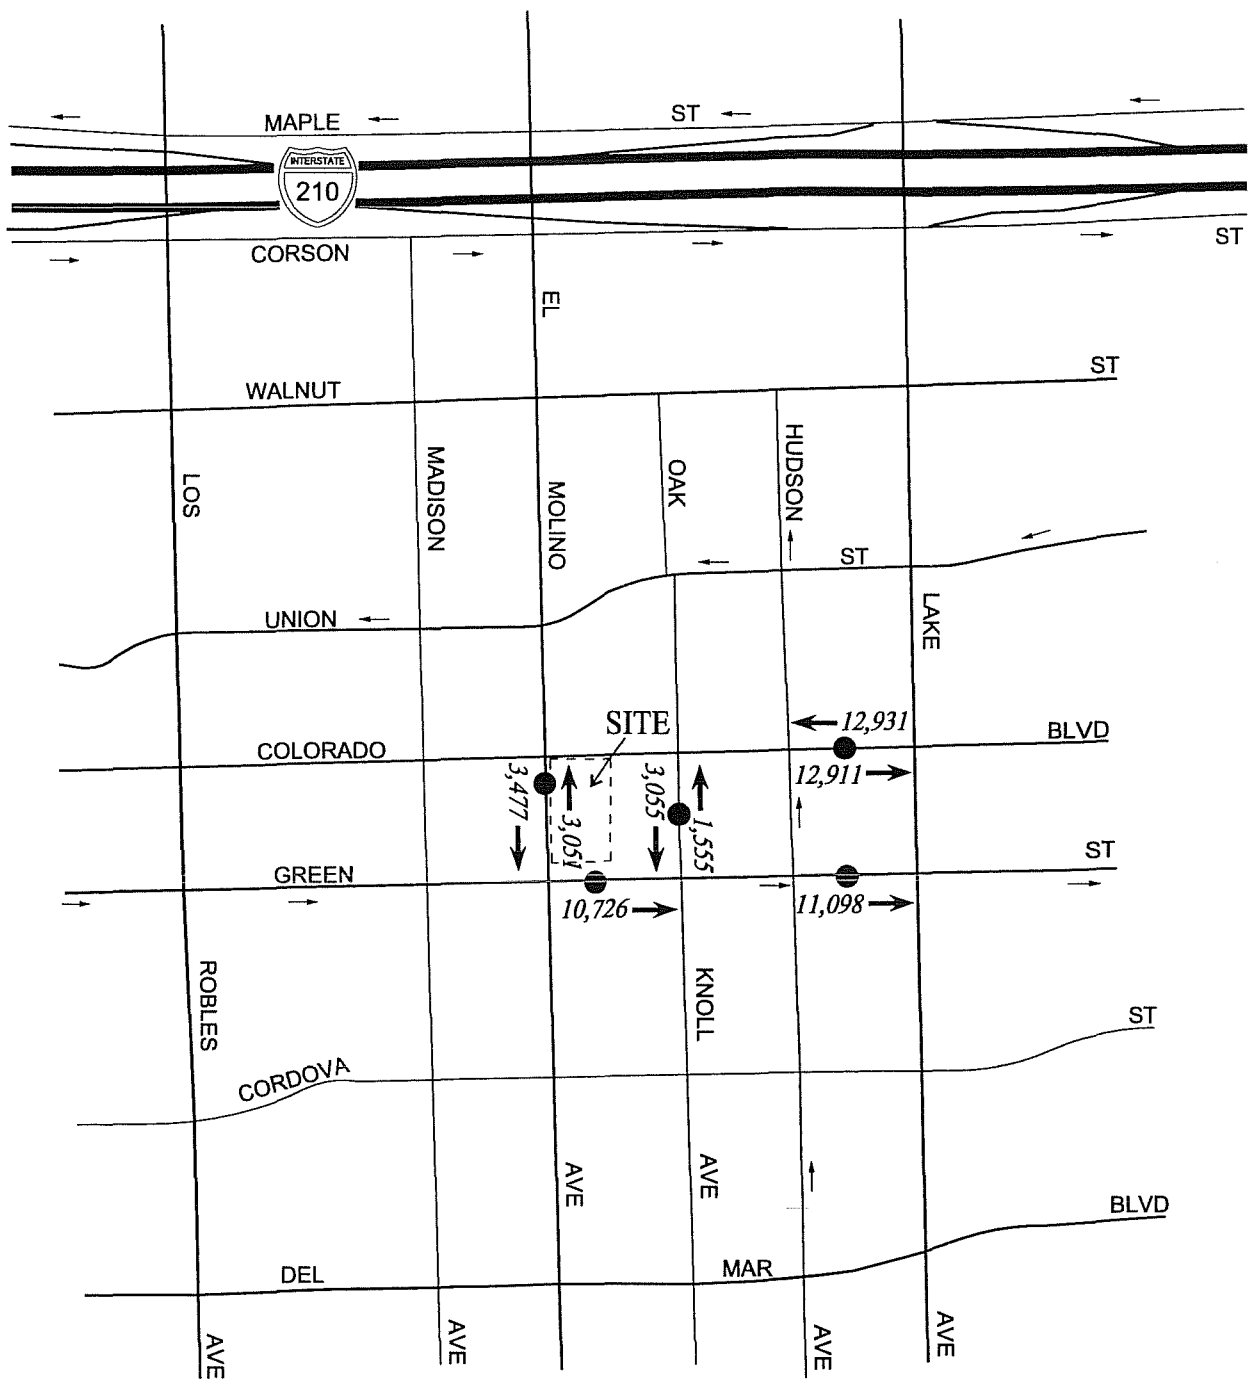 MAPLE
ST
INTERSTATE
210
CORSON
ST
EL
WALNUT
ST
LOS
MADISON
MOLINO
OAK
HUDSON
UNION
ST
LAKE
SITE
12,931
COLORADO
BLVD
12,911
3,477
3,051
3,055
1,555
GREEN
ST
10,726
11,098
ROBLES
KNOLL
CORDOVA
ST
AVE
AVE
DEL
MAR
BLVD
AVE
AVE
AVE
AVE